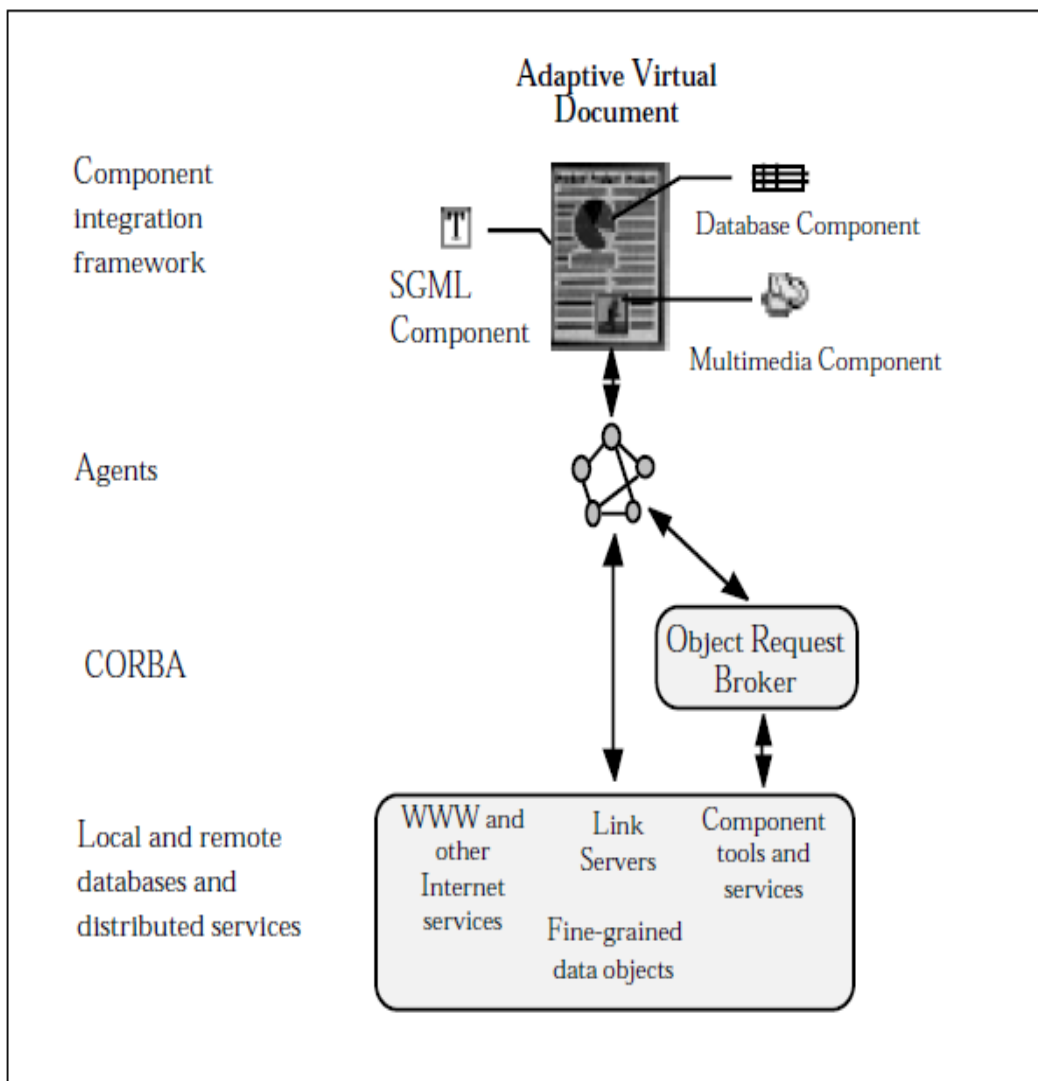 Adaptive Virtual
Document
Component
integration
framework
T
SGML
Component
Database Component
Multimedia Component
Agents
CORBA
Object Request
Broker
Local and remote
databases and
distributed services
WWW and
other
Internet
services
Link
Servers
Fine-grained
data objects
Component
tools and
services